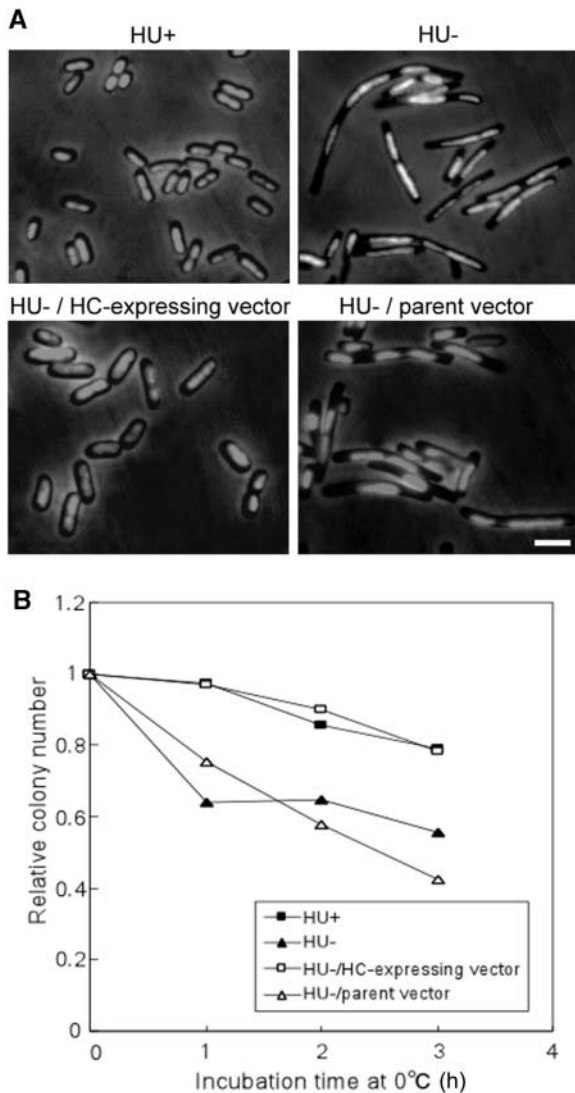 A
HU+
HU-
HU- / HC-expressing vector
HU- / parent vector
B
1.2
1
0.8
0.6
0.4
0.2
0
Relative colony number
HU+
HU-
HU-/HC-expressing vector
HU-/parent vector
0 1 2 3 4
Incubation time at 0°C (h)